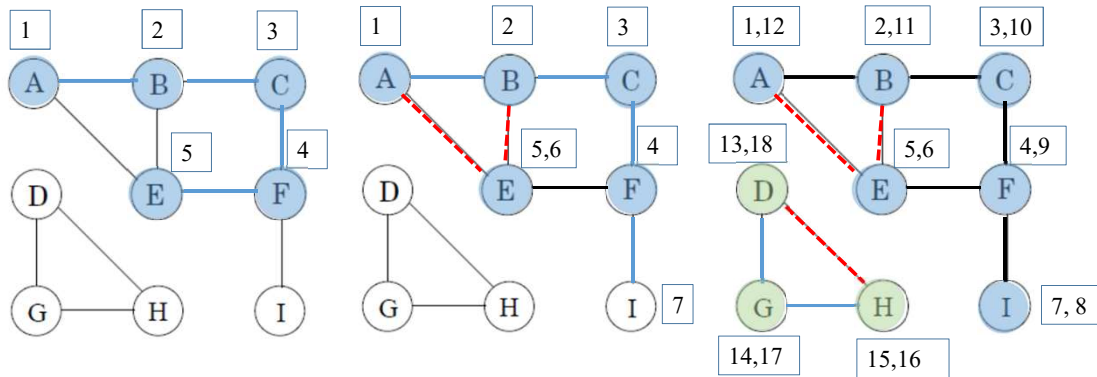 1 2 3
A B C
5 4
D E F
G H I
1 2 3
A B C
5,6 4
D E F
G H I 7
1,12 2,11 3,10
A B C
13,18 5,6 4,9
D E F
G H I 7, 8
14,17 15,16